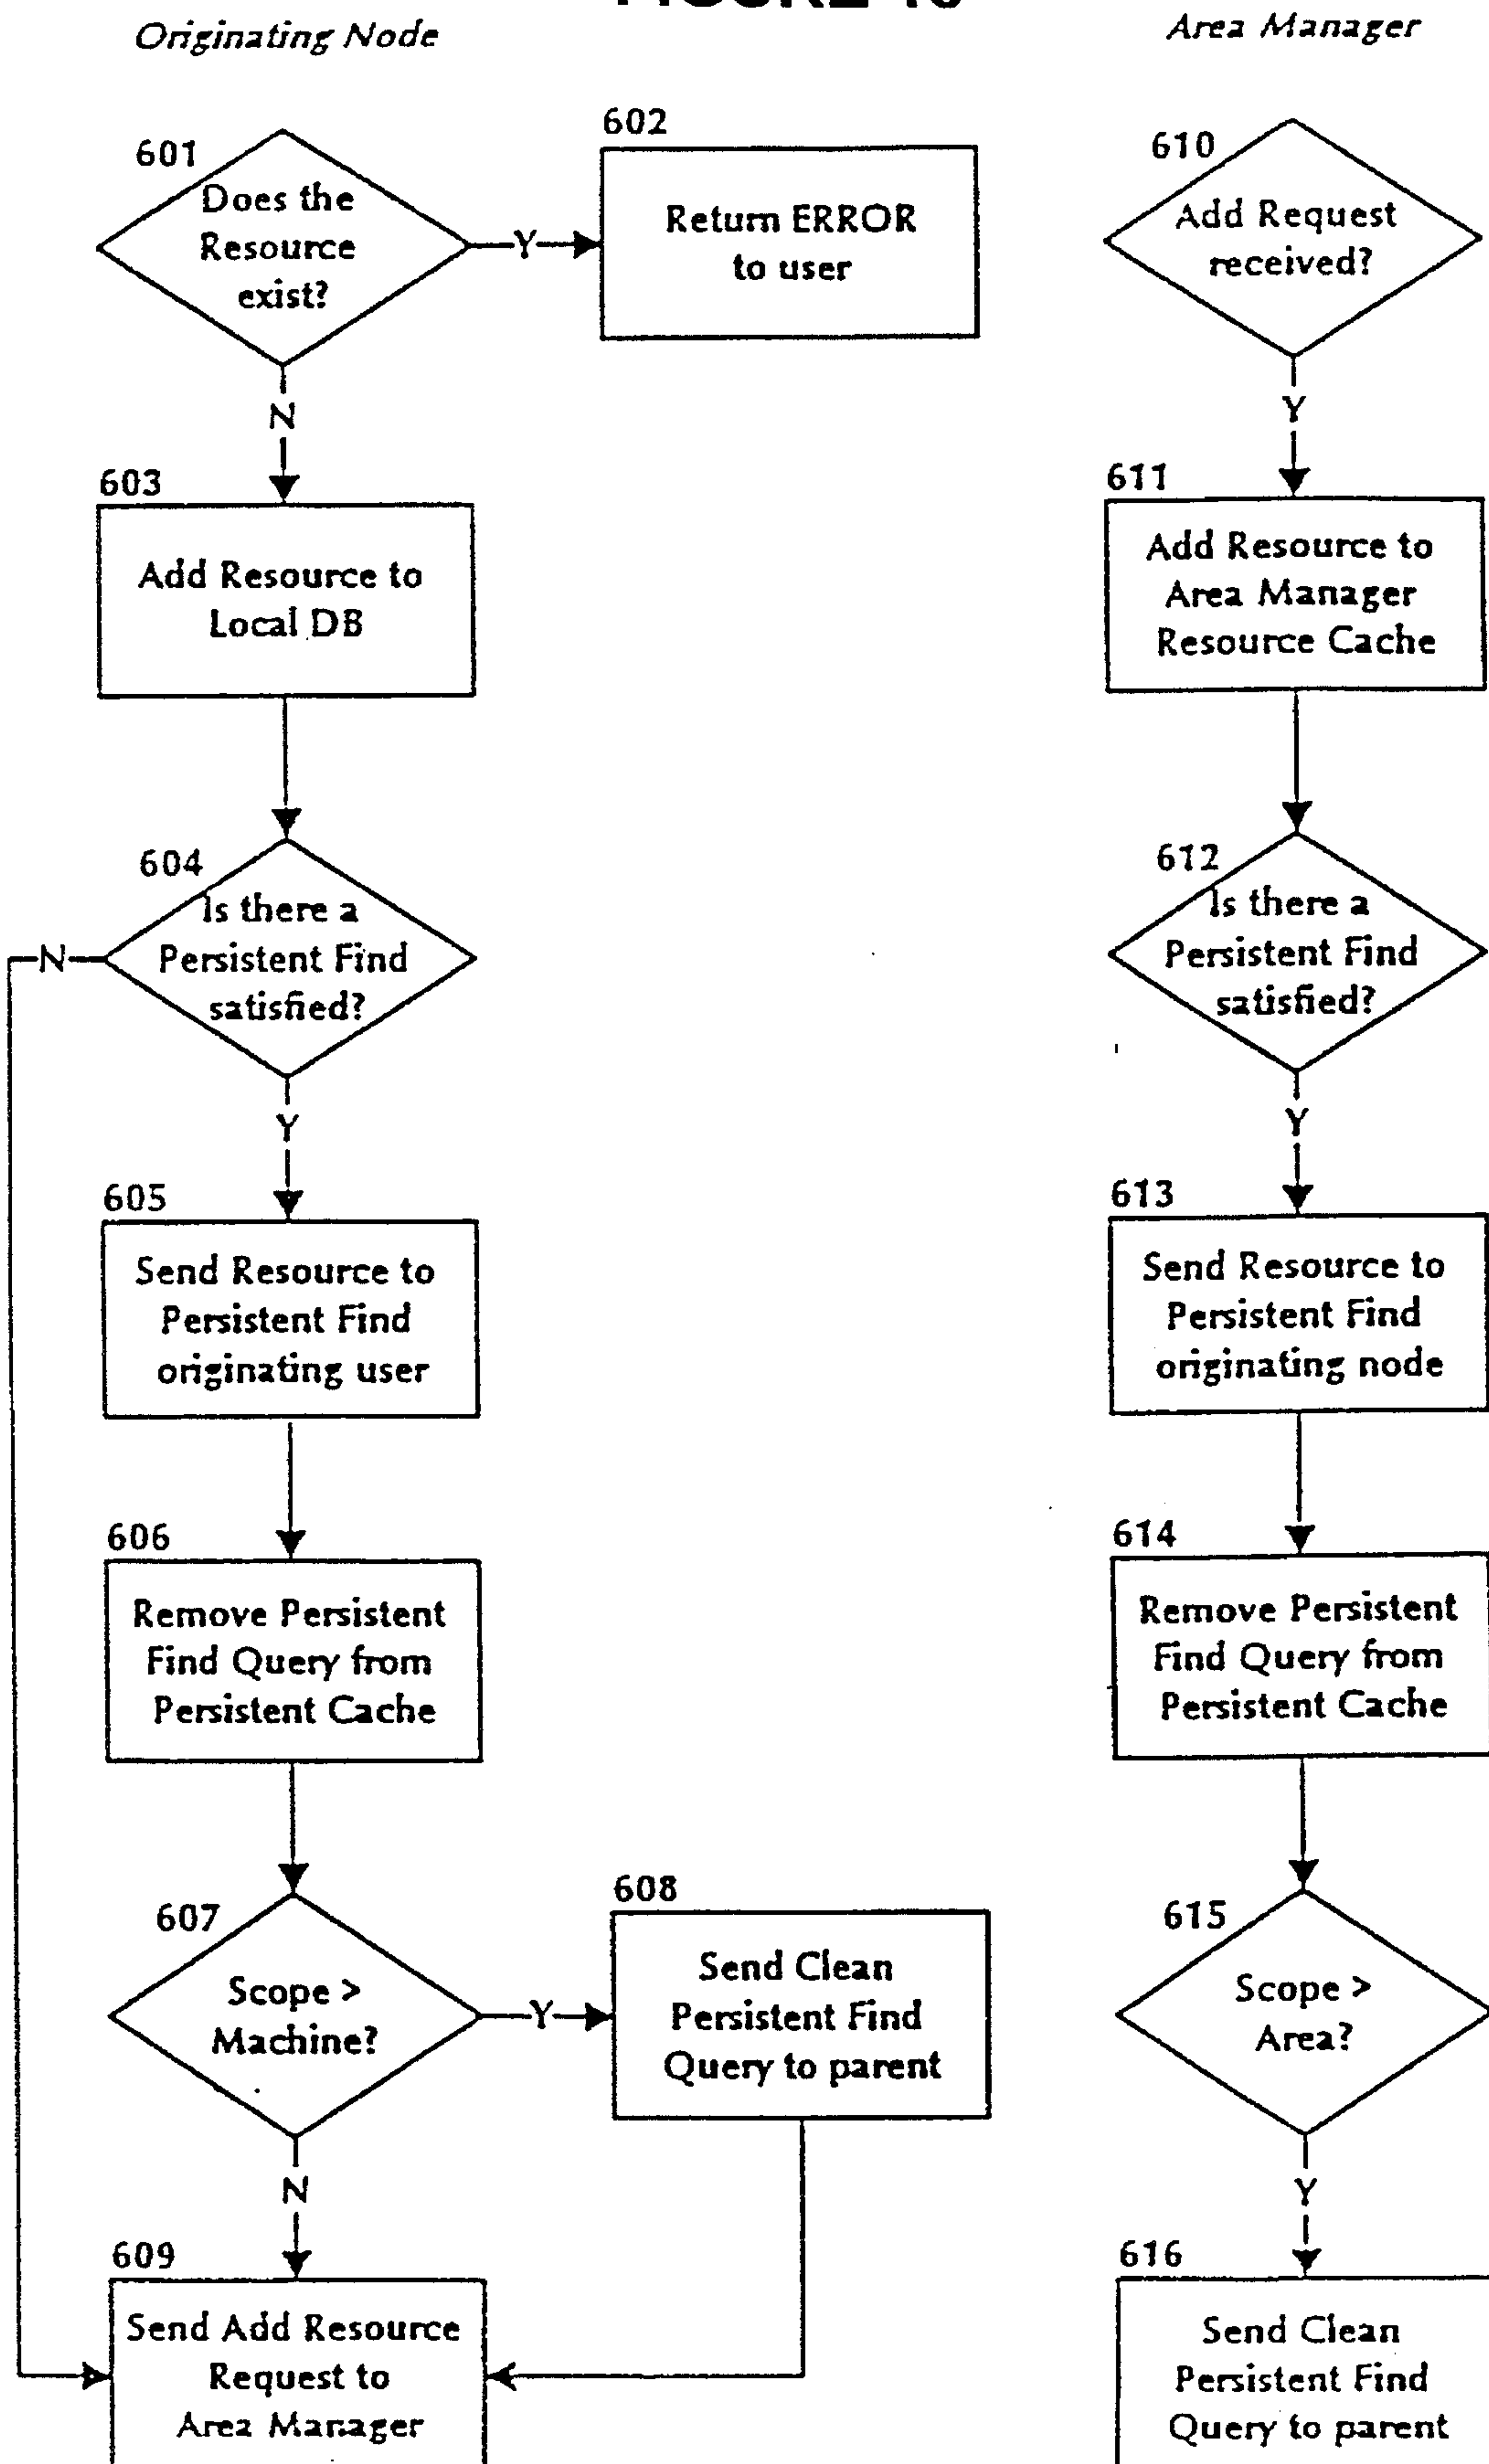 Originating Node
Area Manager
601
Does the
Resource
exist?
Y
602
Return ERROR
to user
N
603
Add Resource to
Local DB
604
Is there a
Persistent Find
satisfied?
N
Y
605
Send Resource to
Persistent Find
originating user
606
Remove Persistent
Find Query from
Persistent Cache
607
Scope >
Machine?
Y
608
Send Clean
Persistent Find
Query to parent
N
609
Send Add Resource
Request to
Area Manager
610
Add Request
received?
Y
611
Add Resource to
Area Manager
Resource Cache
612
Is there a
Persistent Find
satisfied?
Y
613
Send Resource to
Persistent Find
originating node
614
Remove Persistent
Find Query from
Persistent Cache
615
Scope >
Area?
Y
616
Send Clean
Persistent Find
Query to parent